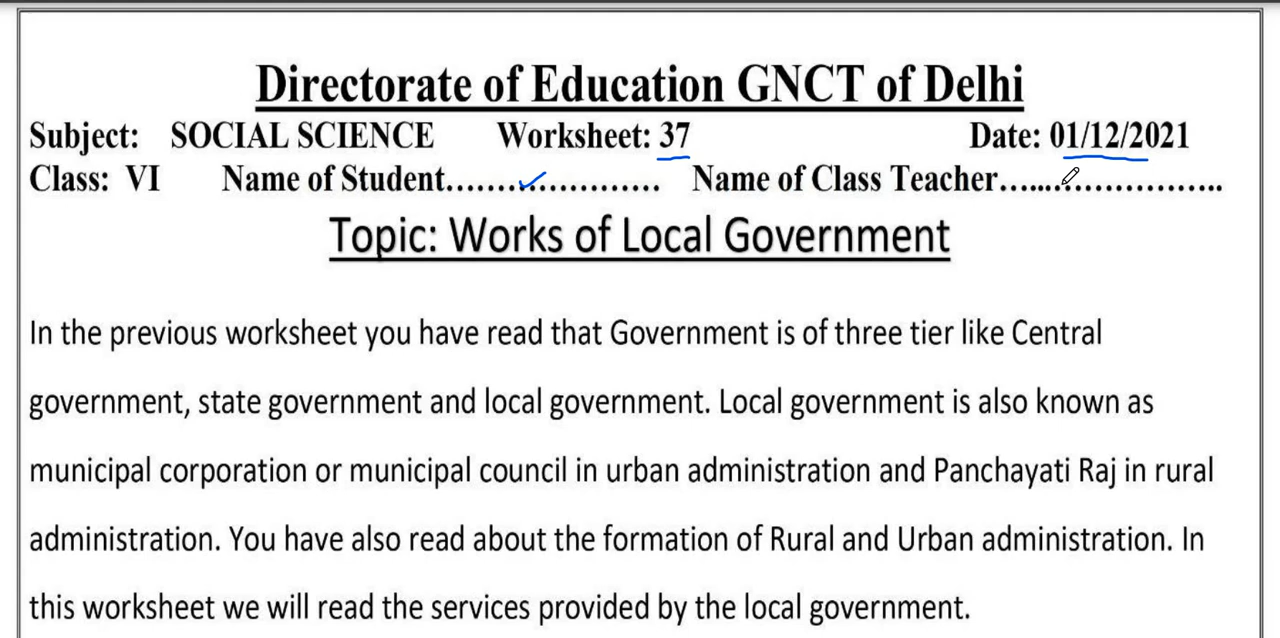 Directorate of Education GNCT of Delhi
Subject: SOCIAL SCIENCE Worksheet: 37 Date: 01/12/2021
Class: VI Name of Student........................ Name of Class Teacher.........................
Topic: Works of Local Government
In the previous worksheet you have read that Government is of three tier like Central
government, state government and local government. Local government is also known as
municipal corporation or municipal council in urban administration and Panchayati Raj in rural
administration. You have also read about the formation of Rural and Urban administration. In
this worksheet we will read the services provided by the local government.